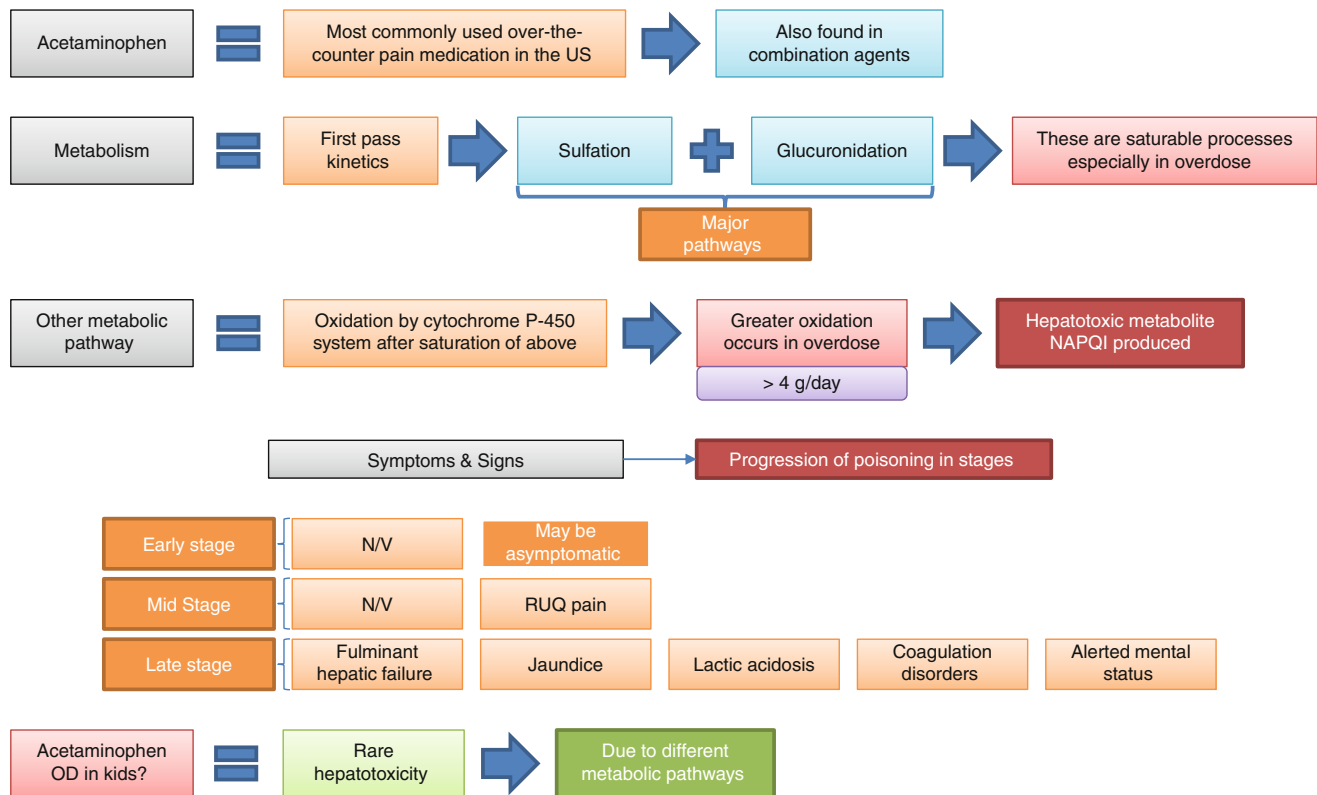 Acetaminophen
Most commonly used over-the-
counter pain medication in the US
Also found in
combination agents
Metabolism
First pass
kinetics
Sulfation
Glucuronidation
These are saturable processes
especially in overdose
Major
pathways
Other metabolic
pathway
Oxidation by cytochrome P-450
system after saturation of above
Greater oxidation
occurs in overdose
> 4 g/day
Hepatotoxic metabolite
NAPQI produced
Symptoms & Signs
Progression of poisoning in stages
Early stage
N/V
May be
asymptomatic
Mid Stage
N/V
RUQ pain
Late stage
Fulminant
hepatic failure
Jaundice
Lactic acidosis
Coagulation
disorders
Alerted mental
status
Acetaminophen
OD in kids?
Rare
hepatotoxicity
Due to different
metabolic pathways